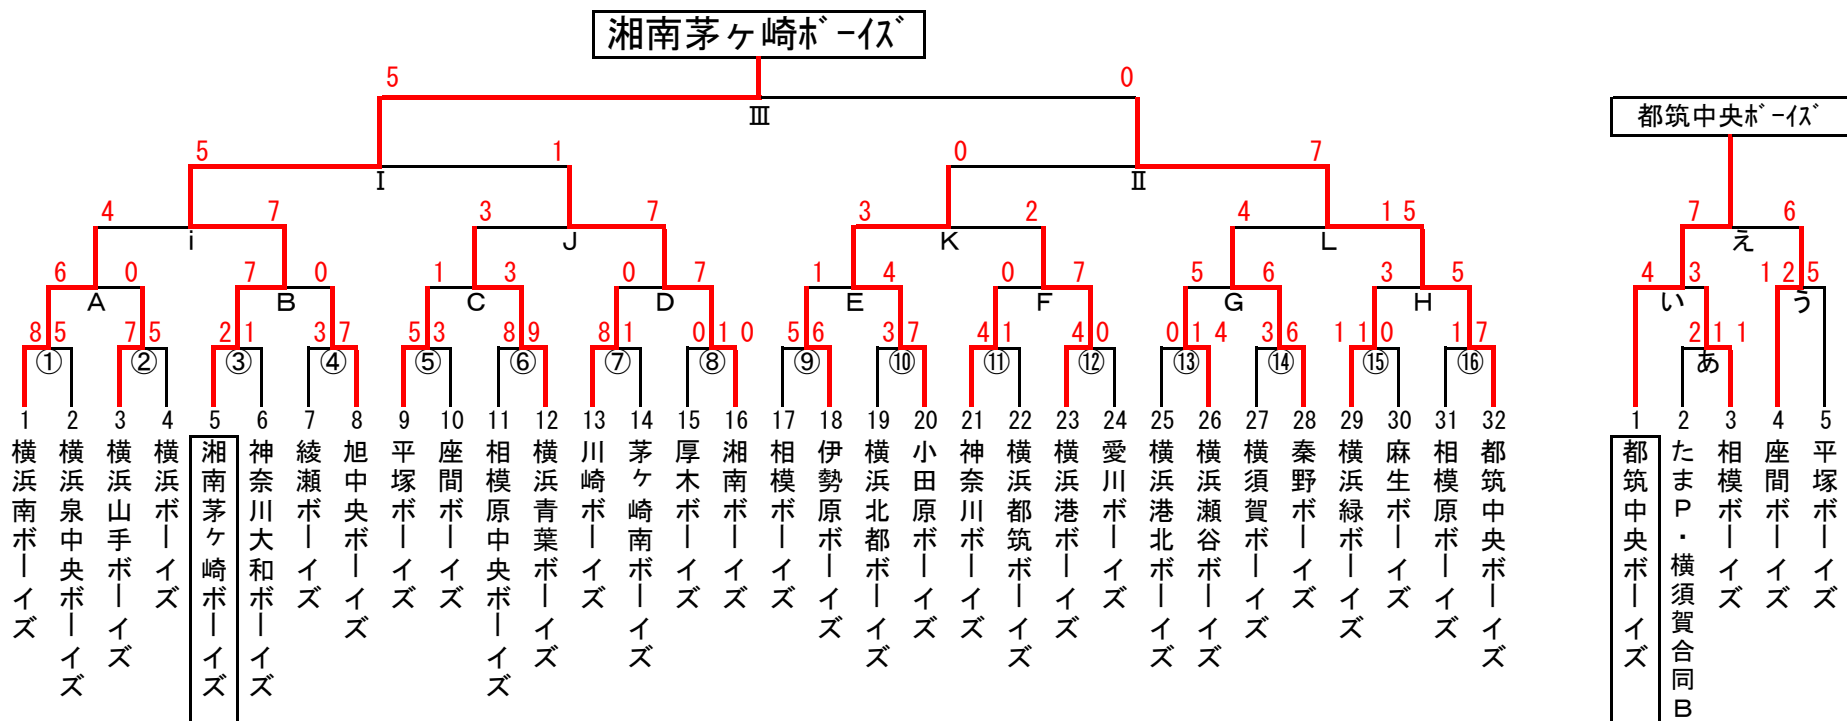 湘南茅ヶ崎ﾎﾞｰｲｽﾞ
5 0
Ⅲ
都筑中央ﾎﾞｰｲｽﾞ
5 1 0 7
Ⅰ Ⅱ
4 7 3 7 3 2 4 15 7 6
i J K L え
6 0 7 0 1 3 0 7 1 4 0 7 5 6 3 5 4 3 12 5
A B C D E F G H い う
8 5 7 5 2 1 3 7 5 3 8 9 8 1 0 10 5 6 3 7 4 1 4 0 0 14 3 6 11 0 1 7 2 11
① ② ③ ④ ⑤ ⑥ ⑦ ⑧ ⑨ ⑩ ⑪ ⑫ ⑬ ⑭ ⑮ ⑯ あ
1 2 3 4 5 6 7 8 9 10 11 12 13 14 15 16 17 18 19 20 21 22 23 24 25 26 27 28 29 30 31 32 1 2 3 4 5
横浜南ボーイズ
横浜泉中央ボーイズ
横浜山手ボーイズ
横浜ボーイズ
湘南茅ケ崎ボーイズ
神奈川大和ボーイズ
綾瀬ボーイズ
旭中央ボーイズ
平塚ボーイズ
座間ボーイズ
相模原中央ボーイズ
横浜青葉ボーイズ
川崎ボーイズ
茅ケ崎南ボーイズ
厚木ボーイズ
湘南ボーイズ
相模ボーイズ
伊勢原ボーイズ
横浜北都ボーイズ
小田原ボーイズ
神奈川ボーイズ
横浜都筑ボーイズ
横浜港ボーイズ
愛川ボーイズ
横浜港北ボーイズ
横浜瀬谷ボーイズ
横須賀ボーイズ
秦野ボーイズ
横浜緑ボーイズ
麻生ボーイズ
相模原ボーイズ
都筑中央ボーイズ
都筑中央ボーイズ
たまP・横須賀合同B
相模ボーイズ
座間ボーイズ
平塚ボーイズ